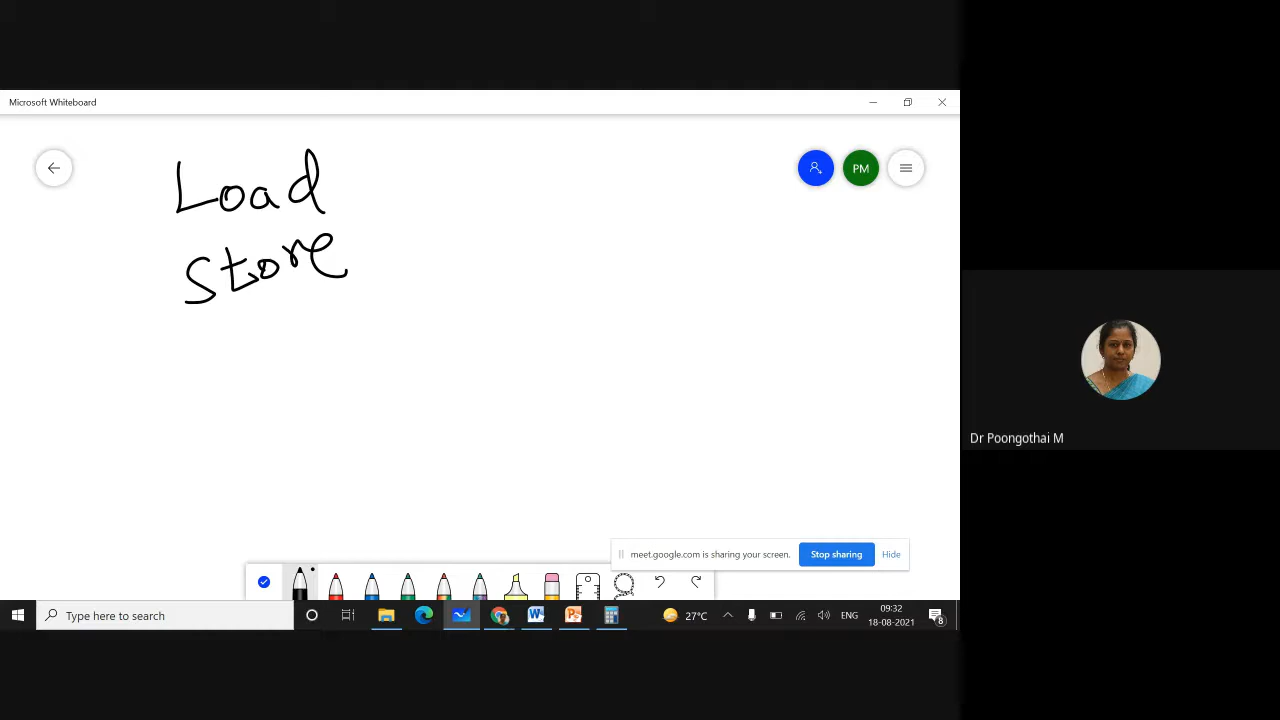 Microsoft Whiteboard
PM
Load
Store
Dr Poongothai M
meet.google.com is sharing your screen.
Stop sharing
Hide
Type here to search
27°C
ENG
09:32
18-08-2021
8